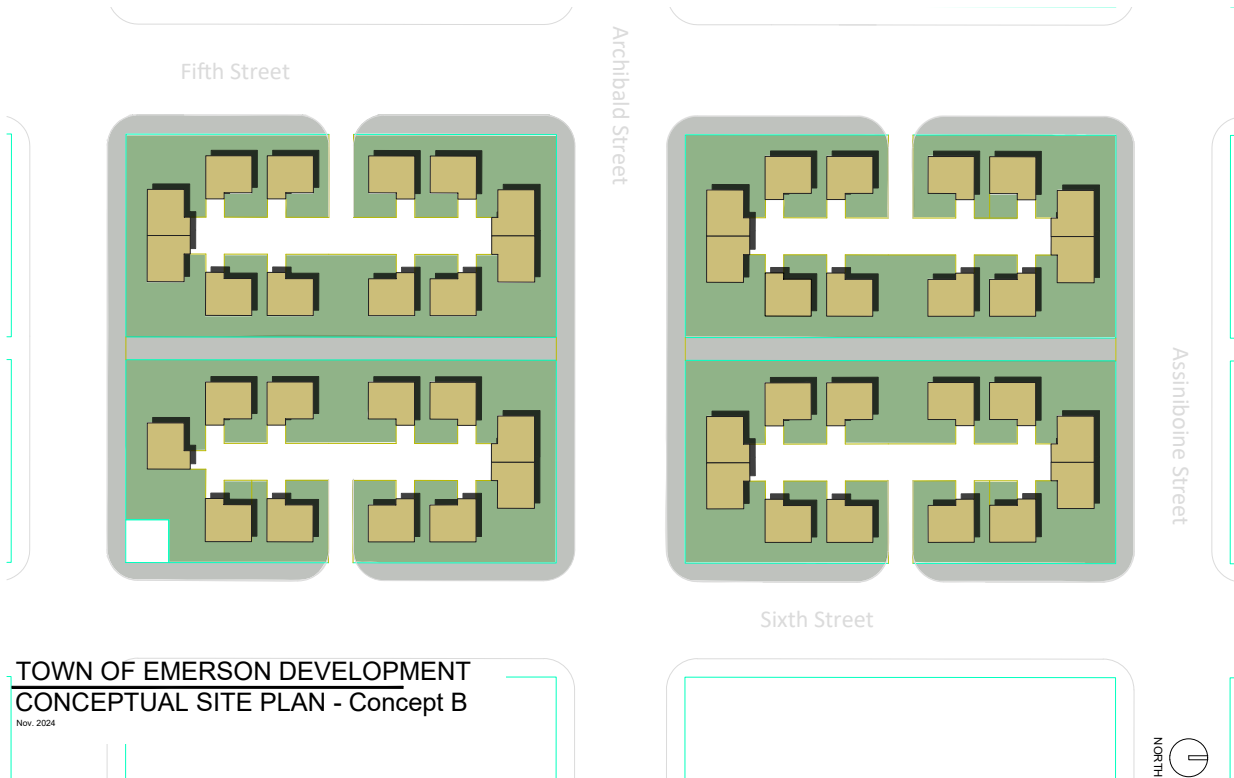 Fifth Street
Archibald Street
Assiniboine Street
Sixth Street
TOWN OF EMERSON DEVELOPMENT
CONCEPTUAL SITE PLAN - Concept B
Nov. 2024
NORTH